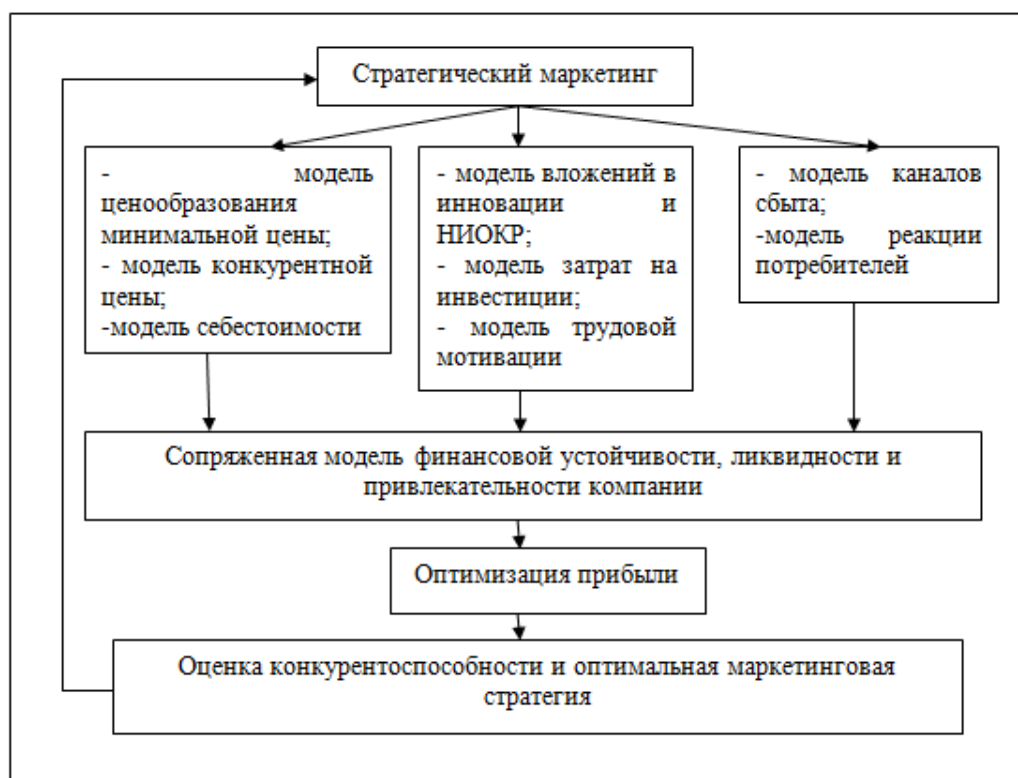 Стратегический маркетинг
- модель
ценообразования
минимальной цены;
- модель конкурентной
цены;
-модель себестоимости
- модель вложений в
инновации и
НИОКР;
- модель затрат на
инвестиции;
- модель трудовой
мотивации
- модель каналов
сбыта;
-модель реакции
потребителей
Сопряженная модель финансовой устойчивости, ликвидности и
привлекательности компании
Оптимизация прибыли
Оценка конкурентоспособности и оптимальная маркетинговая
стратегия